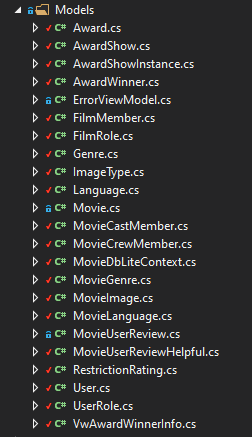 Models
C# Award.cs
C# AwardShow.cs
C# AwardShowInstance.cs
C# AwardWinner.cs
C# ErrorViewModel.cs
C# FilmMember.cs
C# FilmRole.cs
C# Genre.cs
C# ImageType.cs
C# Language.cs
C# Movie.cs
C# MovieCastMember.cs
C# MovieCrewMember.cs
C# MovieDbLiteContext.cs
C# MovieGenre.cs
C# MovieImage.cs
C# MovieLanguage.cs
C# MovieUserReview.cs
C# MovieUserReviewHelpful.cs
C# RestrictionRating.cs
C# User.cs
C# UserRole.cs
C# VwAwardWinnerInfo.cs